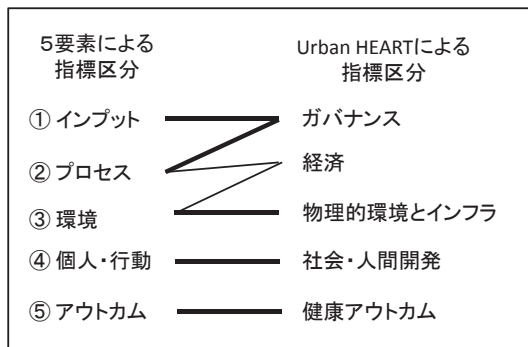 5要素による
指標区分
Urban HEARTによる
指標区分
① インプット
ガバナンス
② プロセス
経済
③ 環境
物理的環境とインフラ
④ 個人・行動
社会・人間開発
⑤ アウトカム
健康アウトカム